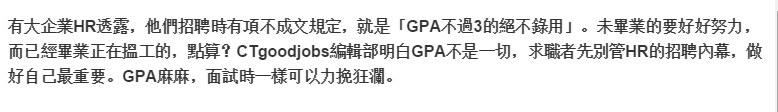 有大企業HR透露，他們招聘時有項不成文規定，就是「GPA不過3的絕不錄用」。未畢業的要好好努力，
而已經畢業正在搵工的，點算？CTgoodjobs編輯部明白GPA不是一切，求職者先別管HR的招聘內幕，做
好自己最重要。GPA麻麻，面試時一樣可以力挽狂瀾。